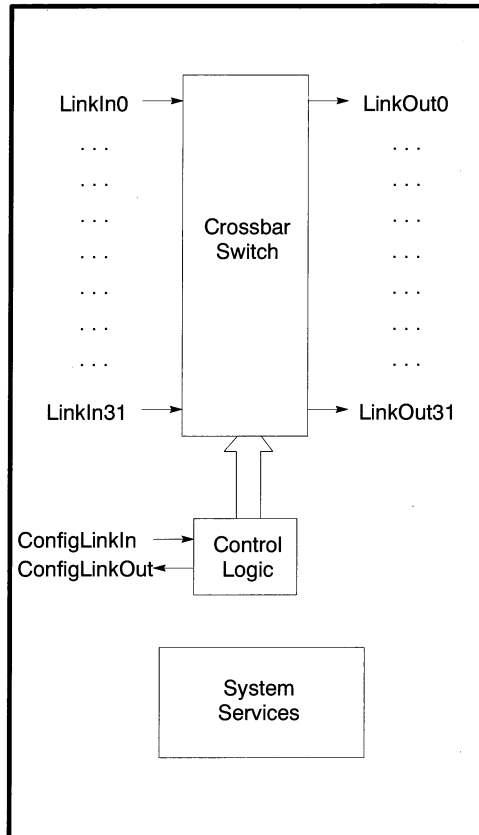 LinkIn0
LinkOut0
. . .
. . .
. . .
. . .
. . .
. . .
. . .
. . .
. . .
. . .
. . .
. . .
. . .
. . .
Crossbar
Switch
LinkIn31
LinkOut31
ConfigLinkIn
ConfigLinkOut
Control
Logic
System
Services